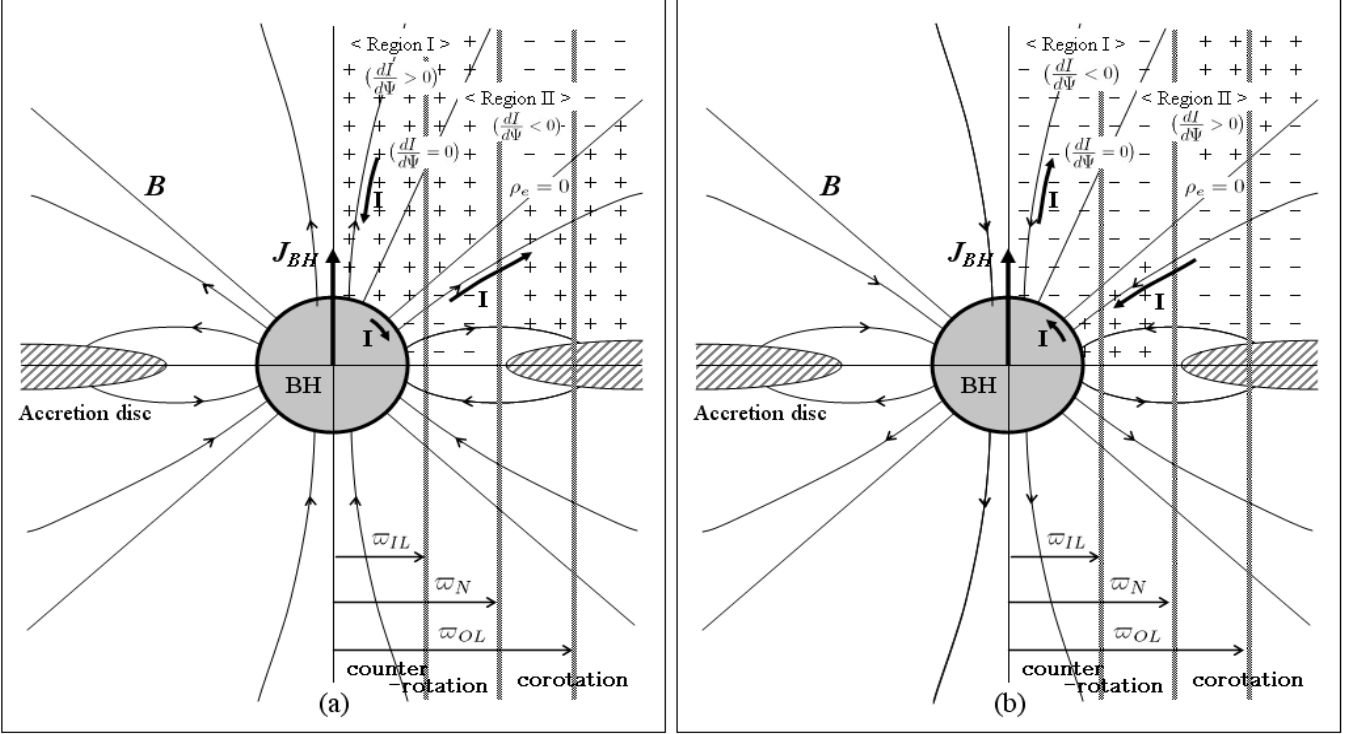 < Region I >
(dI/dΨ > 0)
< Region II >
(dI/dΨ < 0)
(dI/dΨ = 0)
B
ρ_e = 0
I
J_BH
I
I
BH
Accretion disc
ϖ_IL
ϖ_N
ϖ_OL
counter
-rotation
corotation
(a)
< Region I >
(dI/dΨ < 0)
< Region II >
(dI/dΨ > 0)
(dI/dΨ = 0)
B
ρ_e = 0
I
J_BH
I
I
BH
Accretion disc
ϖ_IL
ϖ_N
ϖ_OL
counter
-rotation
corotation
(b)